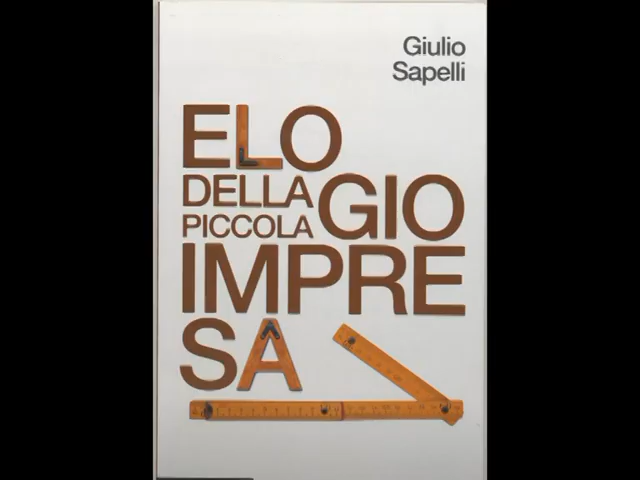 Giulio
Sapelli
ELO
DELLA GIO
PICCOLA
IMPRE
SA